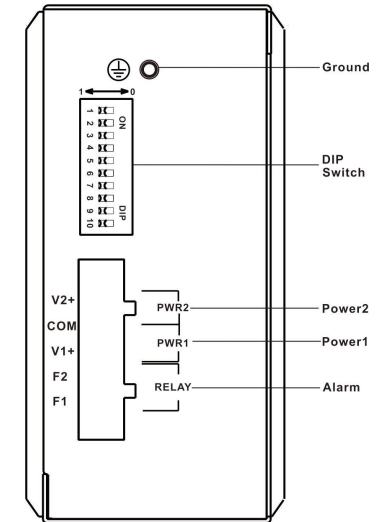 Ground
1 0
1 ON
2
3
4
5
6
7
8
9 DIP
10
DIP
Switch
V2+
PWR2
Power2
COM
V1+
PWR1
Power1
F2
RELAY
Alarm
F1